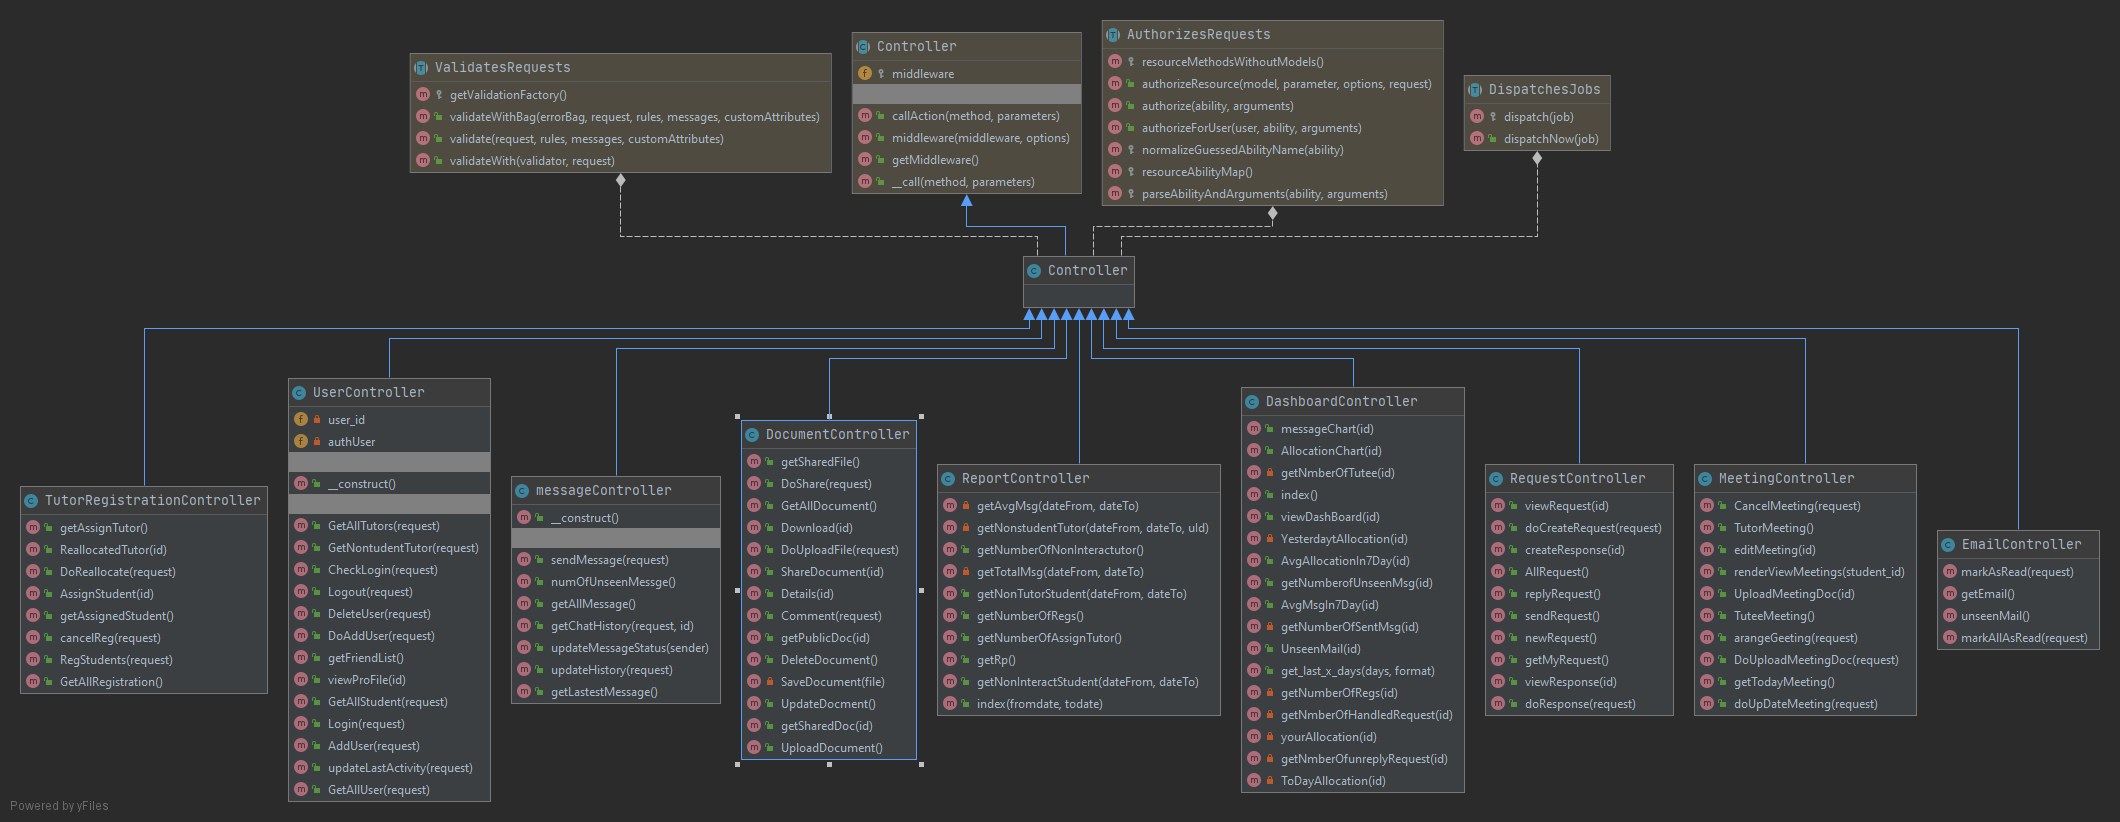 ValidatesRequests
getValidationFactory()
validateWithBag(errorBag, request, rules, messages, customAttributes)
validate(request, rules, messages, customAttributes)
validateWith(validator, request)
Controller
middleware
callAction(method, parameters)
middleware(middleware, options)
getMiddleware()
__call(method, parameters)
AuthorizesRequests
resourceMethodsWithoutModels()
authorizeResource(model, parameter, options, request)
authorize(ability, arguments)
authorizeForUser(user, ability, arguments)
normalizeGuessedAbilityName(ability)
resourceAbilityMap()
parseAbilityAndArguments(ability, arguments)
DispatchesJobs
dispatch(job)
dispatchNow(job)
Controller
TutorRegistrationController
getAssignTutor()
ReallocatedTutor(id)
DoReallocate(request)
AssignStudent(id)
getAssignedStudent()
cancelReg(request)
RegStudents(request)
GetAllRegistration()
UserController
user_id
authUser
__construct()
GetAllTutors(request)
GetNontudentTutor(request)
CheckLogin(request)
Logout(request)
DeleteUser(request)
DoAddUser(request)
getFriendList()
viewProFile(id)
GetAllStudent(request)
Login(request)
AddUser(request)
updateLastActivity(request)
GetAllUser(request)
messageController
__construct()
sendMessage(request)
numOfUnseenMessge()
getAllMessage()
getChatHistory(request, id)
updateMessageStatus(sender)
updateHistory(request)
getLastestMessage()
DocumentController
getSharedFile()
DoShare(request)
GetAllDocument()
Download(id)
DoUploadFile(request)
ShareDocument(id)
Details(id)
Comment(request)
getPublicDoc(id)
DeleteDocument()
SaveDocument(file)
UpdateDocment()
getSharedDoc(id)
UploadDocument()
ReportController
getAvgMsg(dateFrom, dateTo)
getNonstudentTutor(dateFrom, dateTo, uId)
getNumberOfNonInteractutor()
getTotalMsg(dateFrom, dateTo)
getNonTutorStudent(dateFrom, dateTo)
getNumberOfRegs()
getNumberOfAssignTutor()
getRp()
getNonInteractStudent(dateFrom, dateTo)
index(fromdate, todate)
DashboardController
messageChart(id)
AllocationChart(id)
getNmberOfTutee(id)
index()
viewDashBoard(id)
YesterdaytAllocation(id)
AvgAllocationIn7Day(id)
getNumberofUnseenMsg(id)
AvgMsgIn7Day(id)
getNumberOfSentMsg(id)
UnseenMail(id)
get_last_x_days(days, format)
getNumberOfRegs(id)
getNmberOfHandledRequest(id)
yourAllocation(id)
getNmberOfunreplyRequest(id)
ToDayAllocation(id)
RequestController
viewRequest(id)
doCreateRequest(request)
createResponse(id)
AllRequest()
replyRequest()
sendRequest()
newRequest()
getMyRequest()
viewResponse(id)
doResponse(request)
MeetingController
CancelMeeting(request)
TutorMeeting()
editMeeting(id)
renderViewMeetings(student_id)
UploadMeetingDoc(id)
TuteeMeeting()
arangeGeeting(request)
DoUploadMeetingDoc(request)
getTodayMeeting()
doUpDateMeeting(request)
EmailController
markAsRead(request)
getEmail()
unseenMail()
markAllAsRead(request)
Powered by yFiles